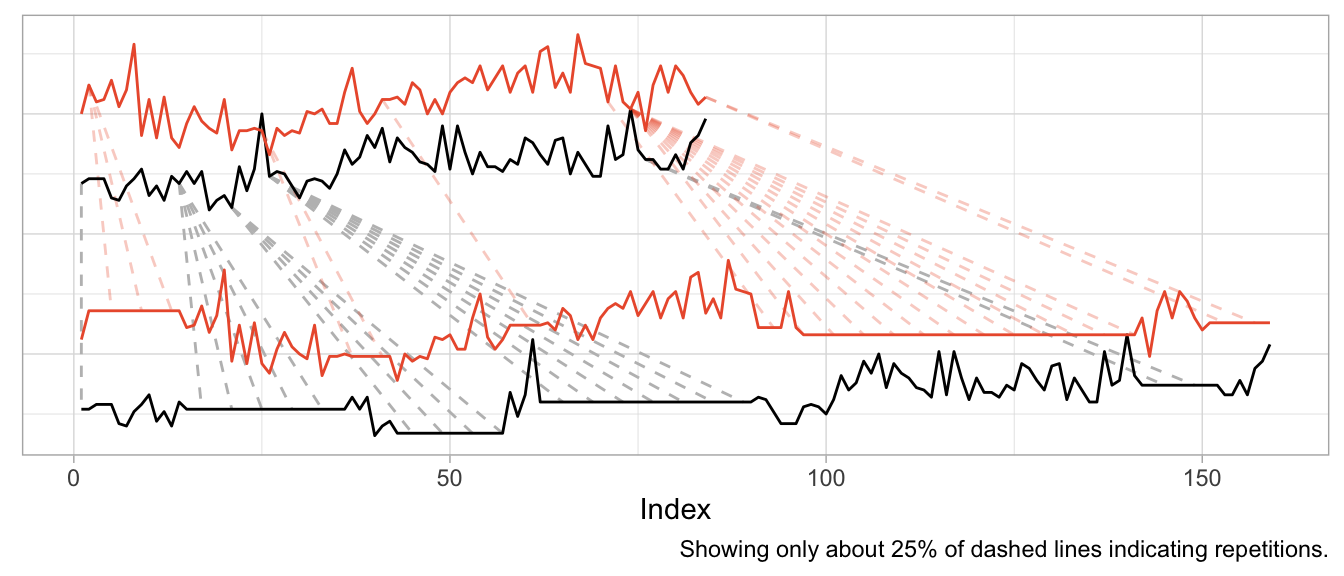 0 50 100 150
Index
Showing only about 25% of dashed lines indicating repetitions.